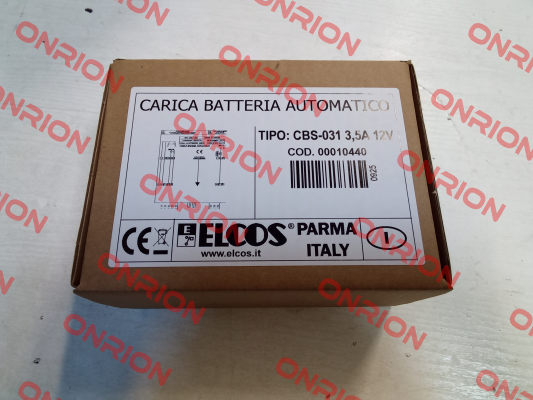 CARICA BATTERIA AUTOMATICO
TIPO: CBS-031 3,5A 12V
COD. 00010440
0925
CE
E
ELCOS® PARMA
ITALY
I
www.elcos.it
ONRION